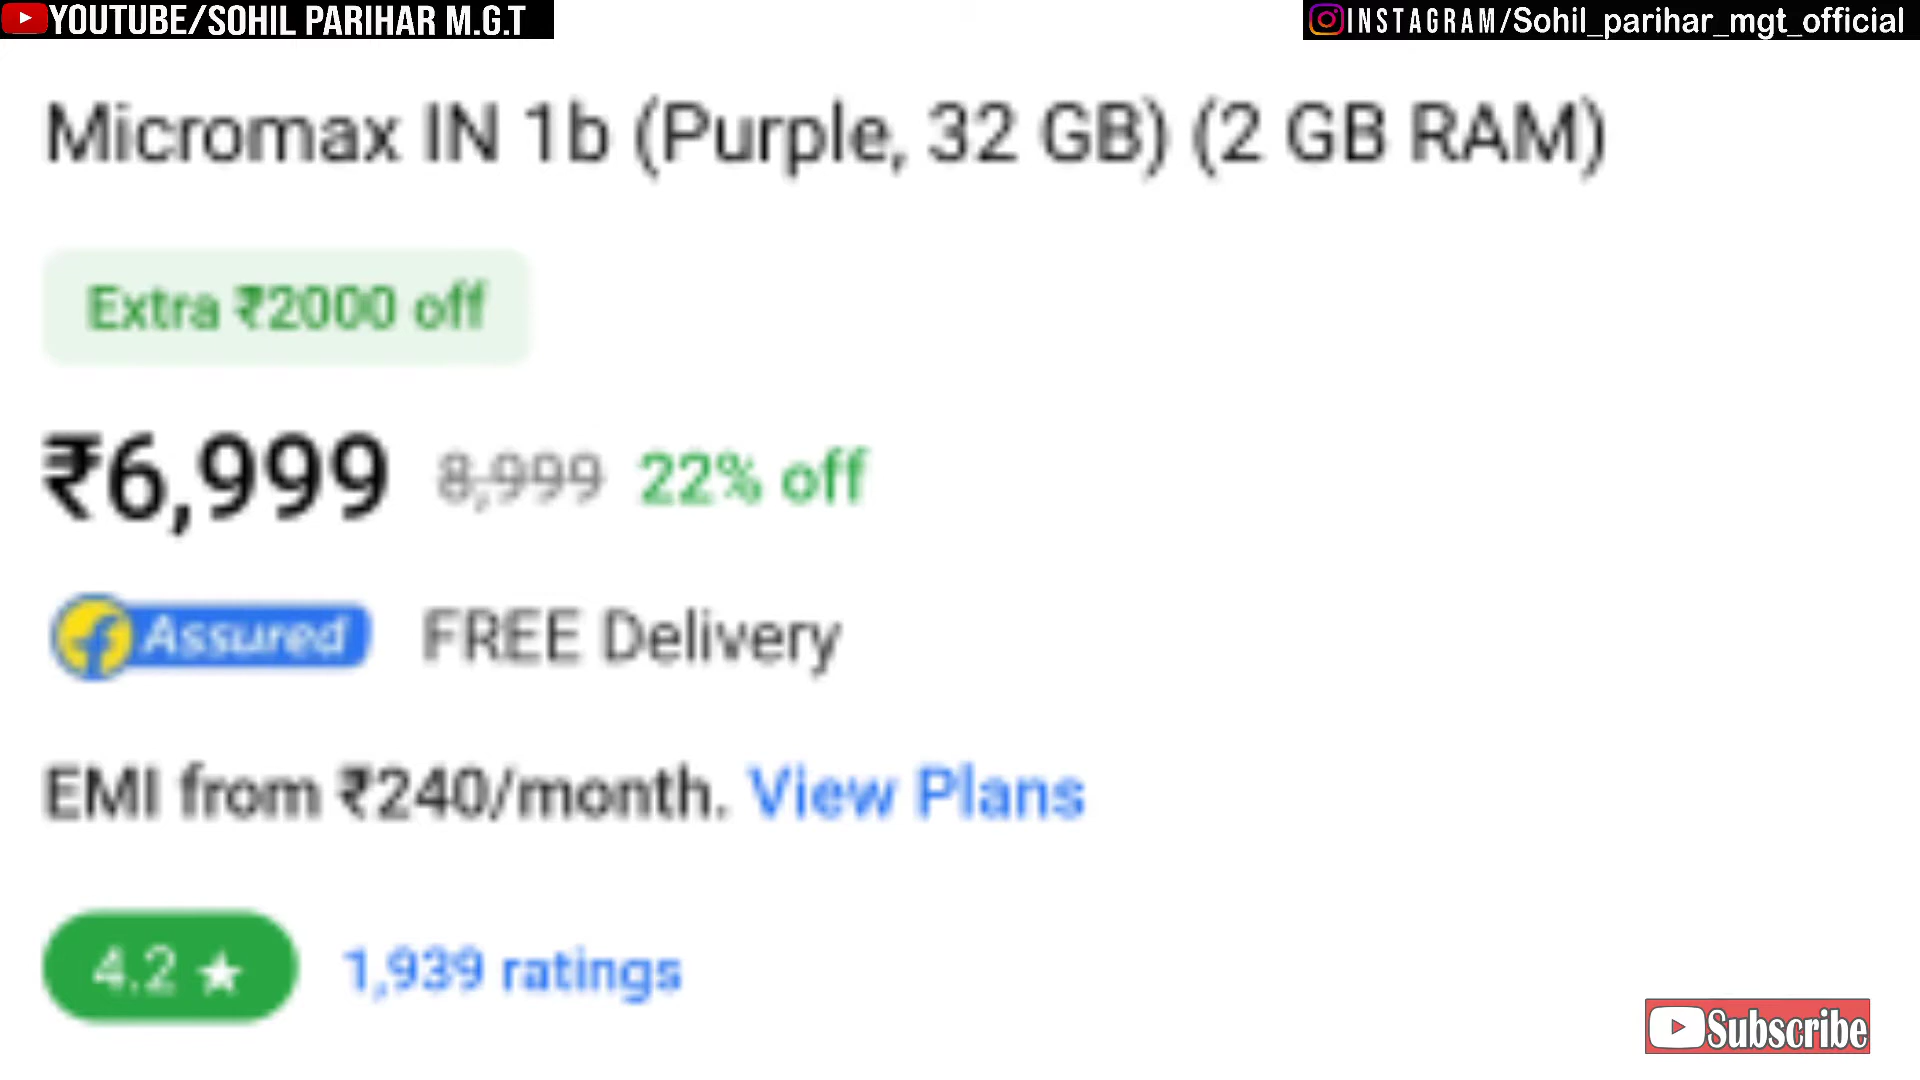 YOUTUBE/SOHIL PARIHAR M.G.T
INSTAGRAM/Sohil_parihar_mgt_official
Micromax IN 1b (Purple, 32 GB) (2 GB RAM)
Extra ₹2000 off
₹6,999 8,999 22% off
Assured FREE Delivery
EMI from ₹240/month. View Plans
4.2 ★ 1,939 ratings
Subscribe